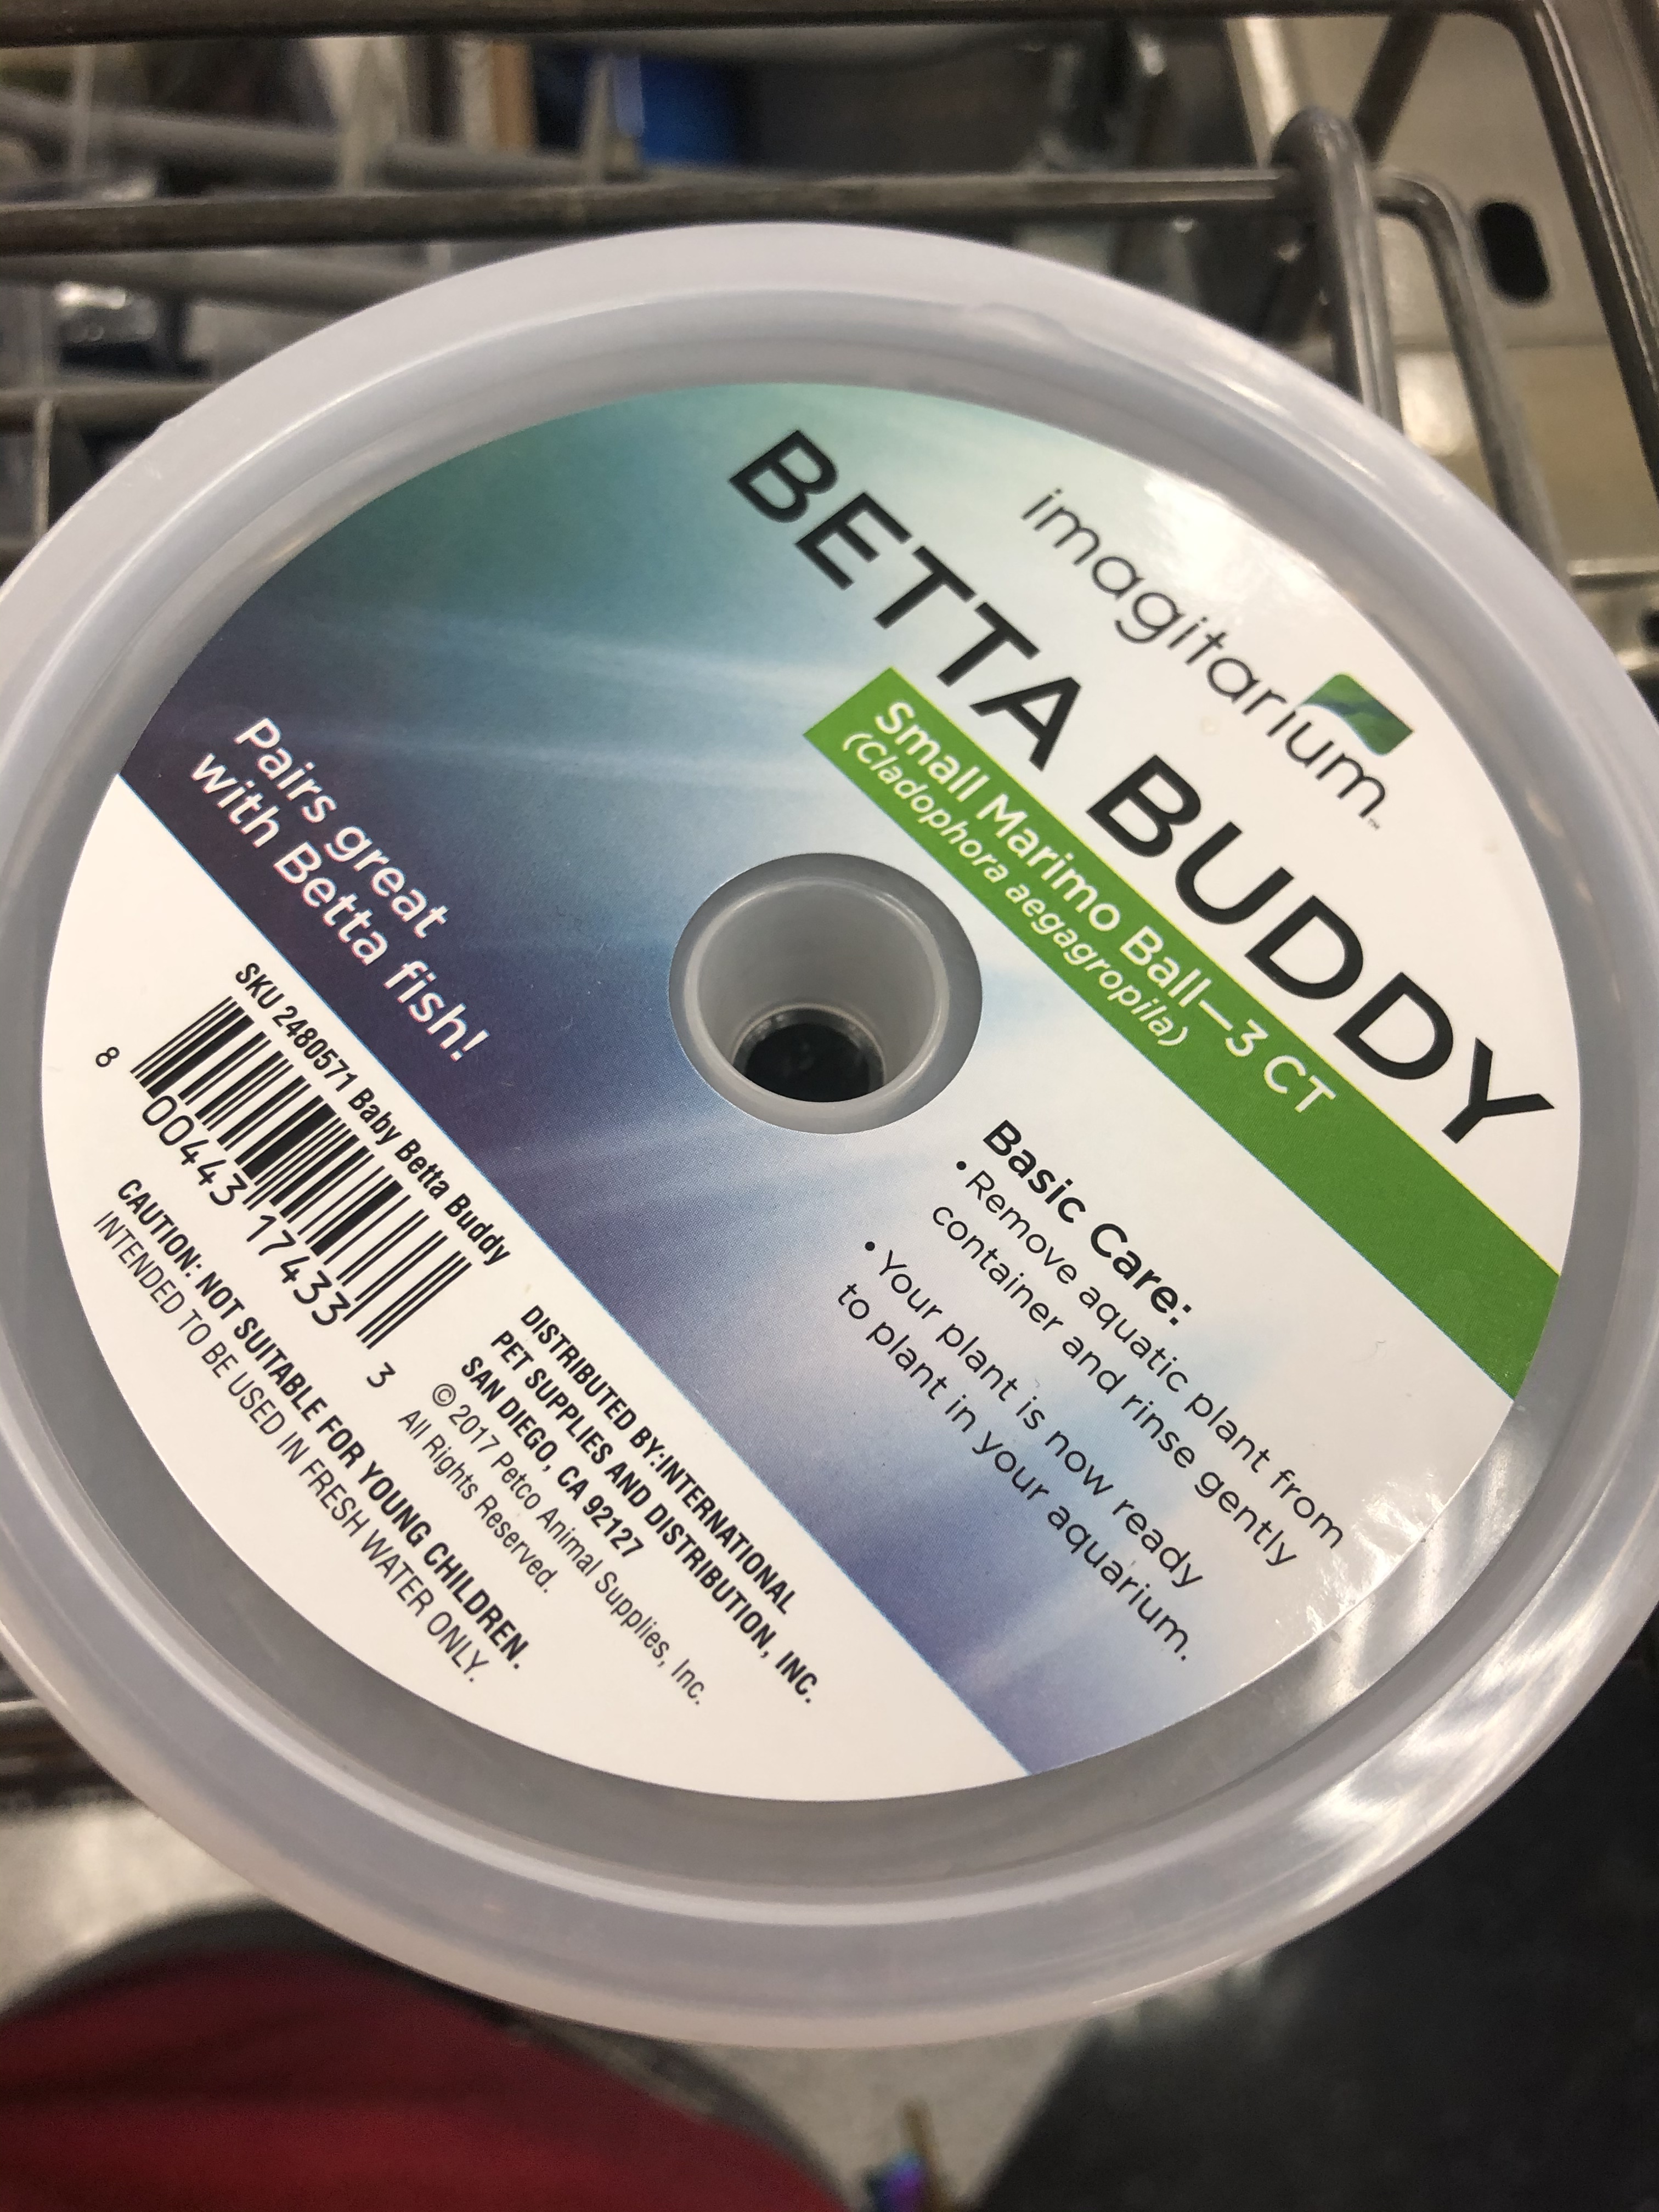 imagitarium™
BETTA BUDDY
Small Marimo Ball—3 CT
(Cladophora aegagropila)
Basic Care:
• Remove aquatic plant from
container and rinse gently
• Your plant is now ready
to plant in your aquarium.
Pairs great
with Betta fish!
SKU 2480571 Baby Betta Buddy
8 00443 17433 3
CAUTION: NOT SUITABLE FOR YOUNG CHILDREN.
INTENDED TO BE USED IN FRESH WATER ONLY.
DISTRIBUTED BY:INTERNATIONAL
PET SUPPLIES AND DISTRIBUTION, INC.
SAN DIEGO, CA 92127
© 2017 Petco Animal Supplies, Inc.
All Rights Reserved.